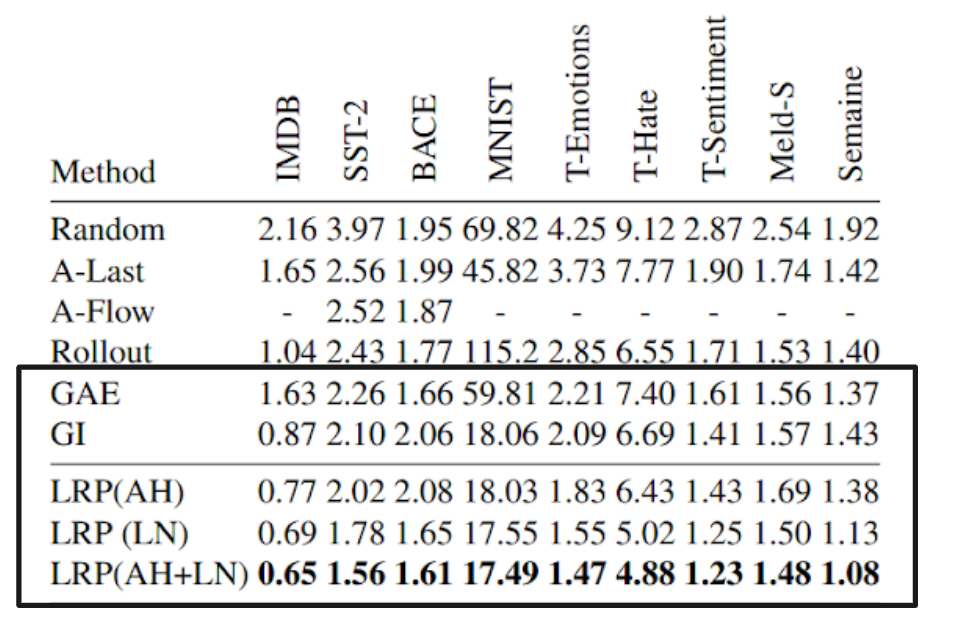 Method IMDB SST-2 BACE MNIST T-Emotions T-Hate T-Sentiment Meld-S Semaine
Random 2.16 3.97 1.95 69.82 4.25 9.12 2.87 2.54 1.92
A-Last 1.65 2.56 1.99 45.82 3.73 7.77 1.90 1.74 1.42
A-Flow - 2.52 1.87 - - - - - -
Rollout 1.04 2.43 1.77 115.2 2.85 6.55 1.71 1.53 1.40
GAE 1.63 2.26 1.66 59.81 2.21 7.40 1.61 1.56 1.37
GI 0.87 2.10 2.06 18.06 2.09 6.69 1.41 1.57 1.43
LRP(AH) 0.77 2.02 2.08 18.03 1.83 6.43 1.43 1.69 1.38
LRP (LN) 0.69 1.78 1.65 17.55 1.55 5.02 1.25 1.50 1.13
LRP(AH+LN) 0.65 1.56 1.61 17.49 1.47 4.88 1.23 1.48 1.08